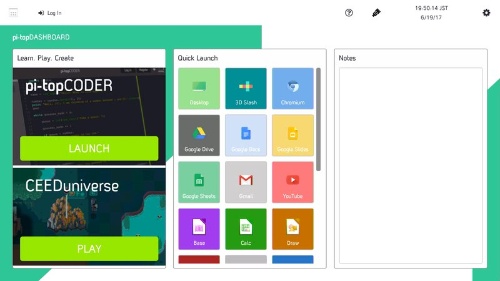 Log In
19:50:14 JST
6/19/17
pi-topDASHBOARD
Learn. Play. Create
pi-topCODER
LAUNCH
CEEDuniverse
PLAY
Quick Launch
Desktop
3D Slash
Chromium
Google Drive
Google Docs
Google Slides
Google Sheets
Gmail
YouTube
Base
Calc
Draw
Notes